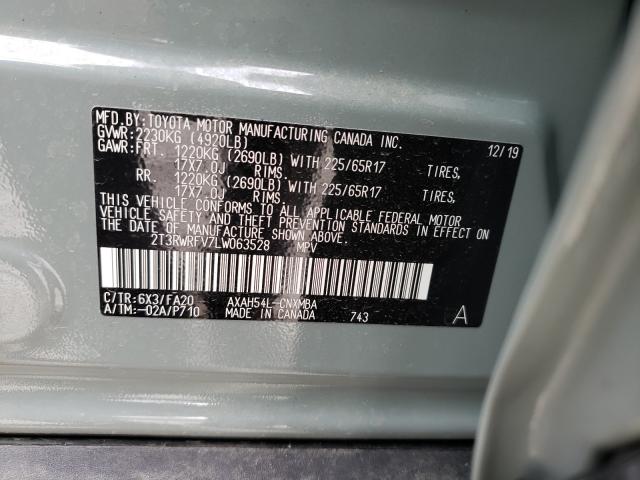 MFD.BY:TOYOTA MOTOR MANUFACTURING CANADA INC. 12/19
GVWR:2230KG (4920LB)
GAWR:FRT. 1220KG (2690LB) WITH 225/65R17 TIRES,
17X7.0J RIMS.
RR. 1220KG (2690LB) WITH 225/65R17 TIRES,
17X7.0J RIMS.
THIS VEHICLE CONFORMS TO ALL APPLICABLE FEDERAL MOTOR
VEHICLE SAFETY AND THEFT PREVENTION STANDARDS IN EFFECT ON
THE DATE OF MANUFACTURE SHOWN ABOVE.
2T3RWRFV7LW063528 MPV
C/TR:6X3/FA20 AXAH54L-CNXMBA
A/TM:-02A/P710 MADE IN CANADA 743 A